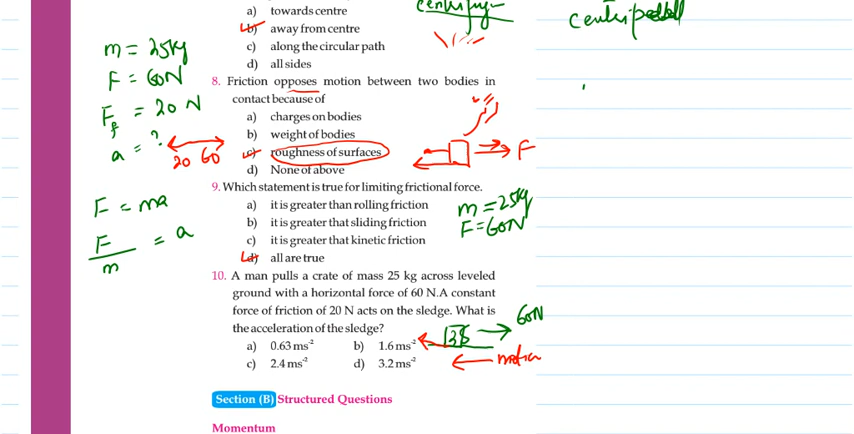 a) towards centre
b) away from centre
c) along the circular path
d) all sides
8. Friction opposes motion between two bodies in
contact because of
a) charges on bodies
b) weight of bodies
c) roughness of surfaces
d) None of above
9. Which statement is true for limiting frictional force.
a) it is greater than rolling friction
b) it is greater that sliding friction
c) it is greater that kinetic friction
d) all are true
10. A man pulls a crate of mass 25 kg across leveled
ground with a horizontal force of 60 N.A constant
force of friction of 20 N acts on the sledge. What is
the acceleration of the sledge?
a) 0.63 ms-2 b) 1.6 ms-2
c) 2.4 ms-2 d) 3.2 ms-2
Section (B) Structured Questions
Momentum
m = 25kg
F = 60N
Ff = 20 N
a = ?
20 60
F = ma
F/m = a
F
m = 25kg
F = 60N
60N
motion